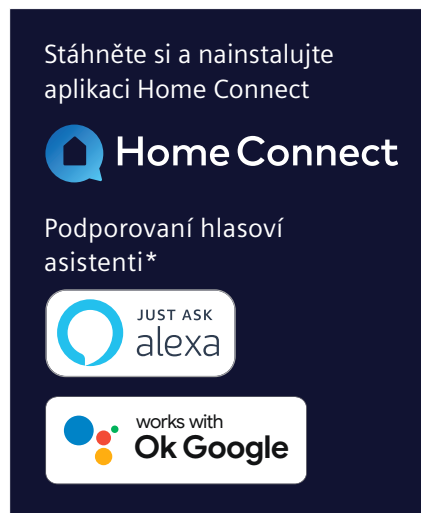 Stáhněte si a nainstalujte
aplikaci Home Connect
Home Connect
Podporovaní hlasoví
asistenti*
JUST ASK
alexa
works with
Ok Google